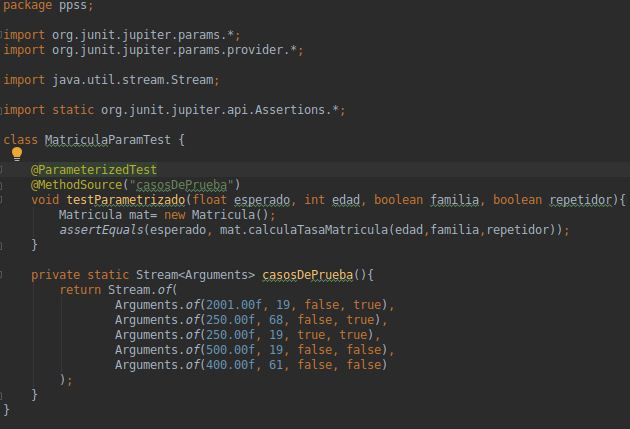 package ppss;
import org.junit.jupiter.params.*;
import org.junit.jupiter.params.provider.*;
import java.util.stream.Stream;
import static org.junit.jupiter.api.Assertions.*;
class MatriculaParamTest {
@ParameterizedTest
@MethodSource("casosDePrueba")
void testParametrizado(float esperado, int edad, boolean familia, boolean repetidor){
Matricula mat= new Matricula();
assertEquals(esperado, mat.calculaTasaMatricula(edad,familia,repetidor));
}
private static Stream<Arguments> casosDePrueba(){
return Stream.of(
Arguments.of(2001.00f, 19, false, true),
Arguments.of(250.00f, 68, false, true),
Arguments.of(250.00f, 19, true, true),
Arguments.of(500.00f, 19, false, false),
Arguments.of(400.00f, 61, false, false)
);
}
}